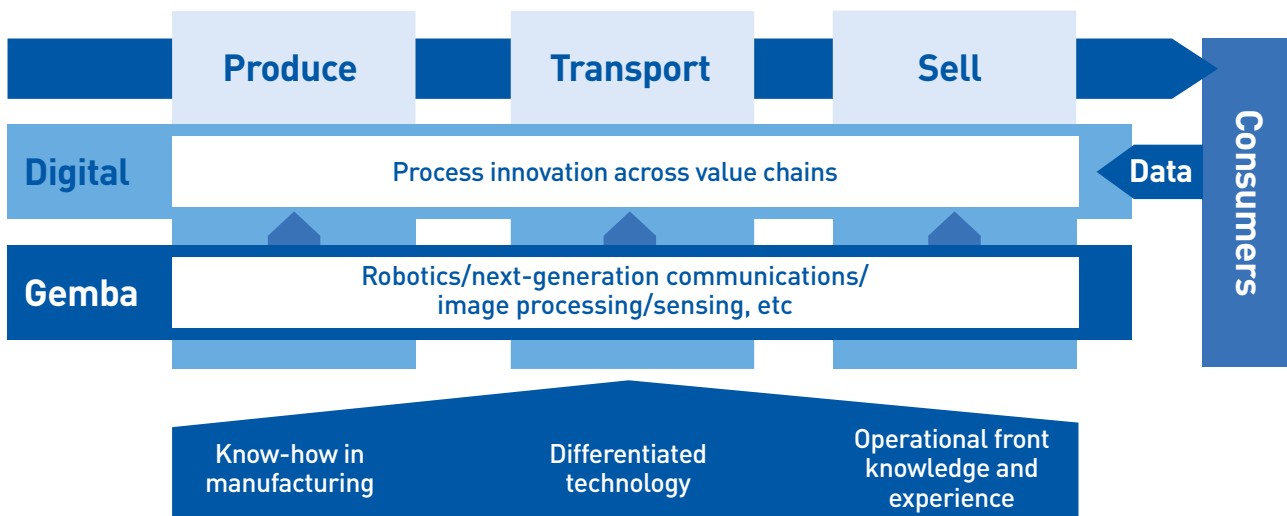 Produce
Transport
Sell
Consumers
Digital
Process innovation across value chains
Data
Gemba
Robotics/next-generation communications/
image processing/sensing, etc
Know-how in
manufacturing
Differentiated
technology
Operational front
knowledge and
experience